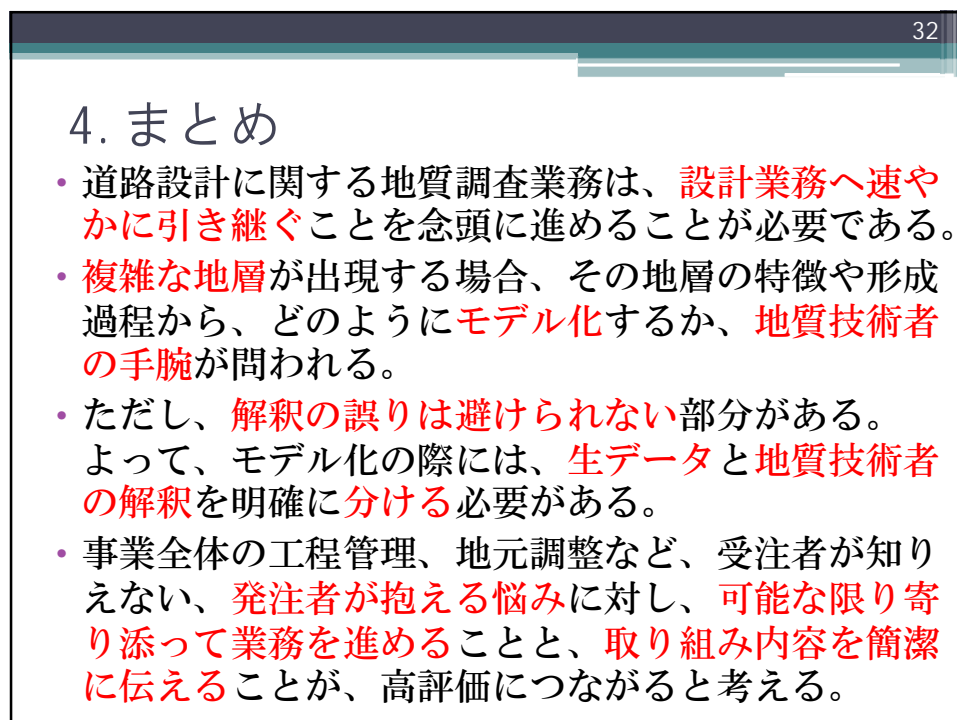 32
4. まとめ
・道路設計に関する地質調査業務は、設計業務へ速や
かに引き継ぐことを念頭に進めることが必要である。
・複雑な地層が出現する場合、その地層の特徴や形成
過程から、どのようにモデル化するか、地質技術者
の手腕が問われる。
・ただし、解釈の誤りは避けられない部分がある。
よって、モデル化の際には、生データと地質技術者
の解釈を明確に分ける必要がある。
・事業全体の工程管理、地元調整など、受注者が知り
えない、発注者が抱える悩みに対し、可能な限り寄
り添って業務を進めることと、取り組み内容を簡潔
に伝えることが、高評価につながると考える。